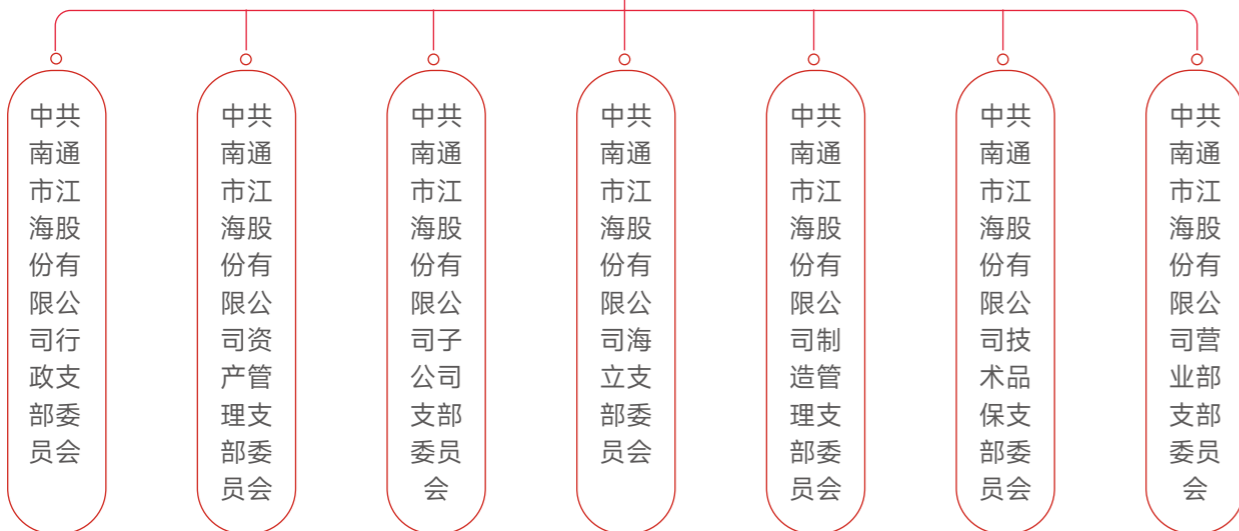 中共
南通
市江
海股
份有
限公
司行
政支
部委
员会
中共
南通
市江
海股
份有
限公
司资
产管
理支
部委
员会
中共
南通
市江
海股
份有
限公
司子
公司
支部
委员
会
中共
南通
市江
海股
份有
限公
司海
立支
部委
员会
中共
南通
市江
海股
份有
限公
司制
造管
理支
部委
员会
中共
南通
市江
海股
份有
限公
司技
术品
保支
部委
员会
中共
南通
市江
海股
份有
限公
司营
业部
支部
委员
会